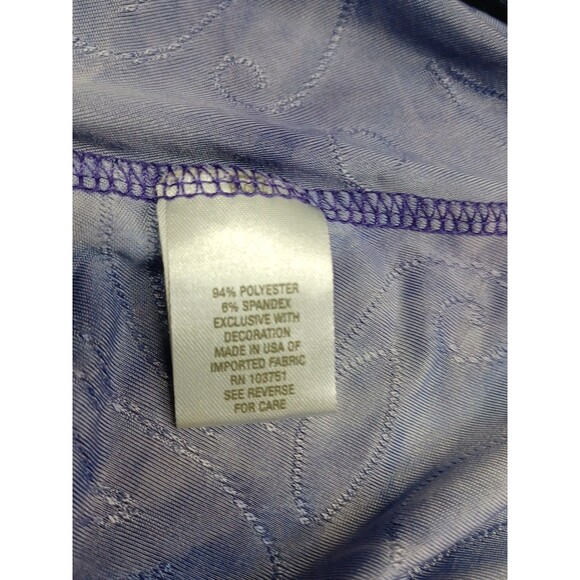 94% POLYESTER
6% SPANDEX
EXCLUSIVE WITH
DECORATION
MADE IN USA OF
IMPORTED FABRIC
RN 103751
SEE REVERSE
FOR CARE